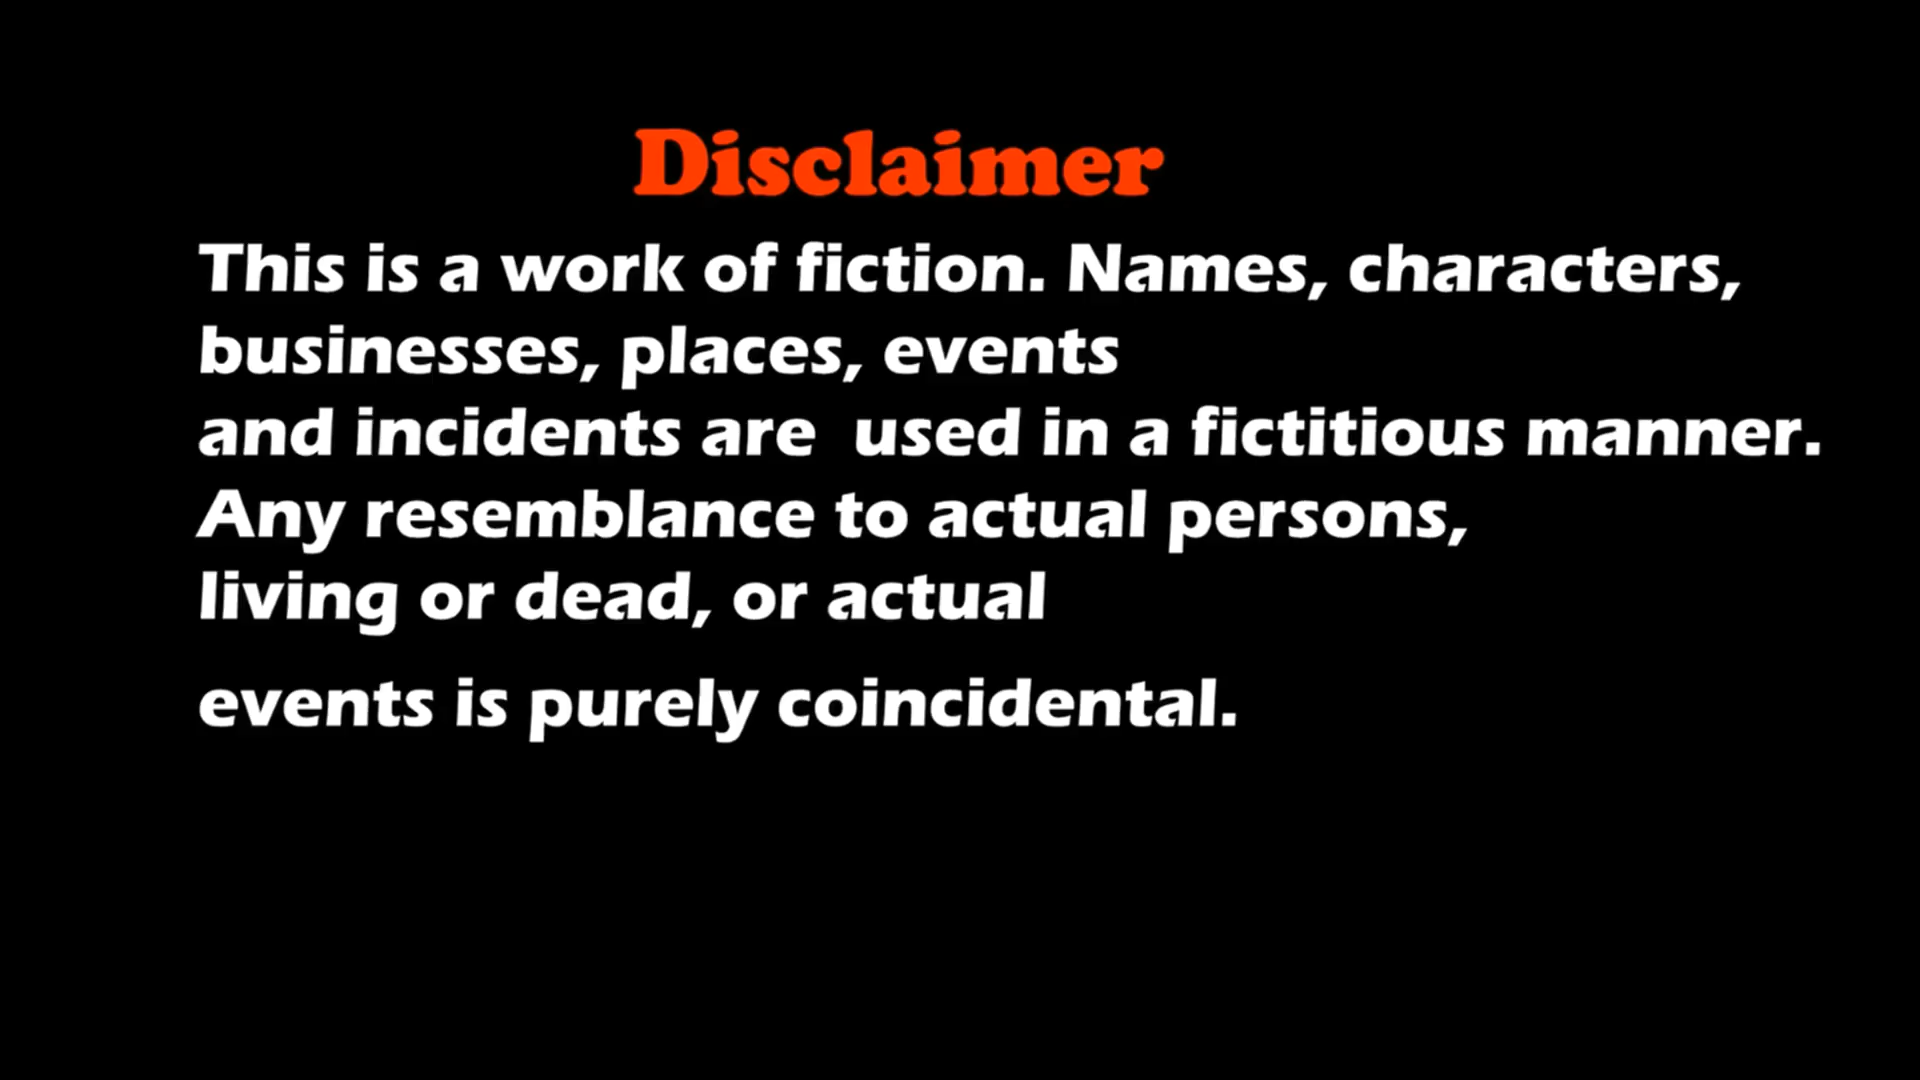 Disclaimer
This is a work of fiction. Names, characters,
businesses, places, events
and incidents are  used in a fictitious manner.
Any resemblance to actual persons,
living or dead, or actual
events is purely coincidental.